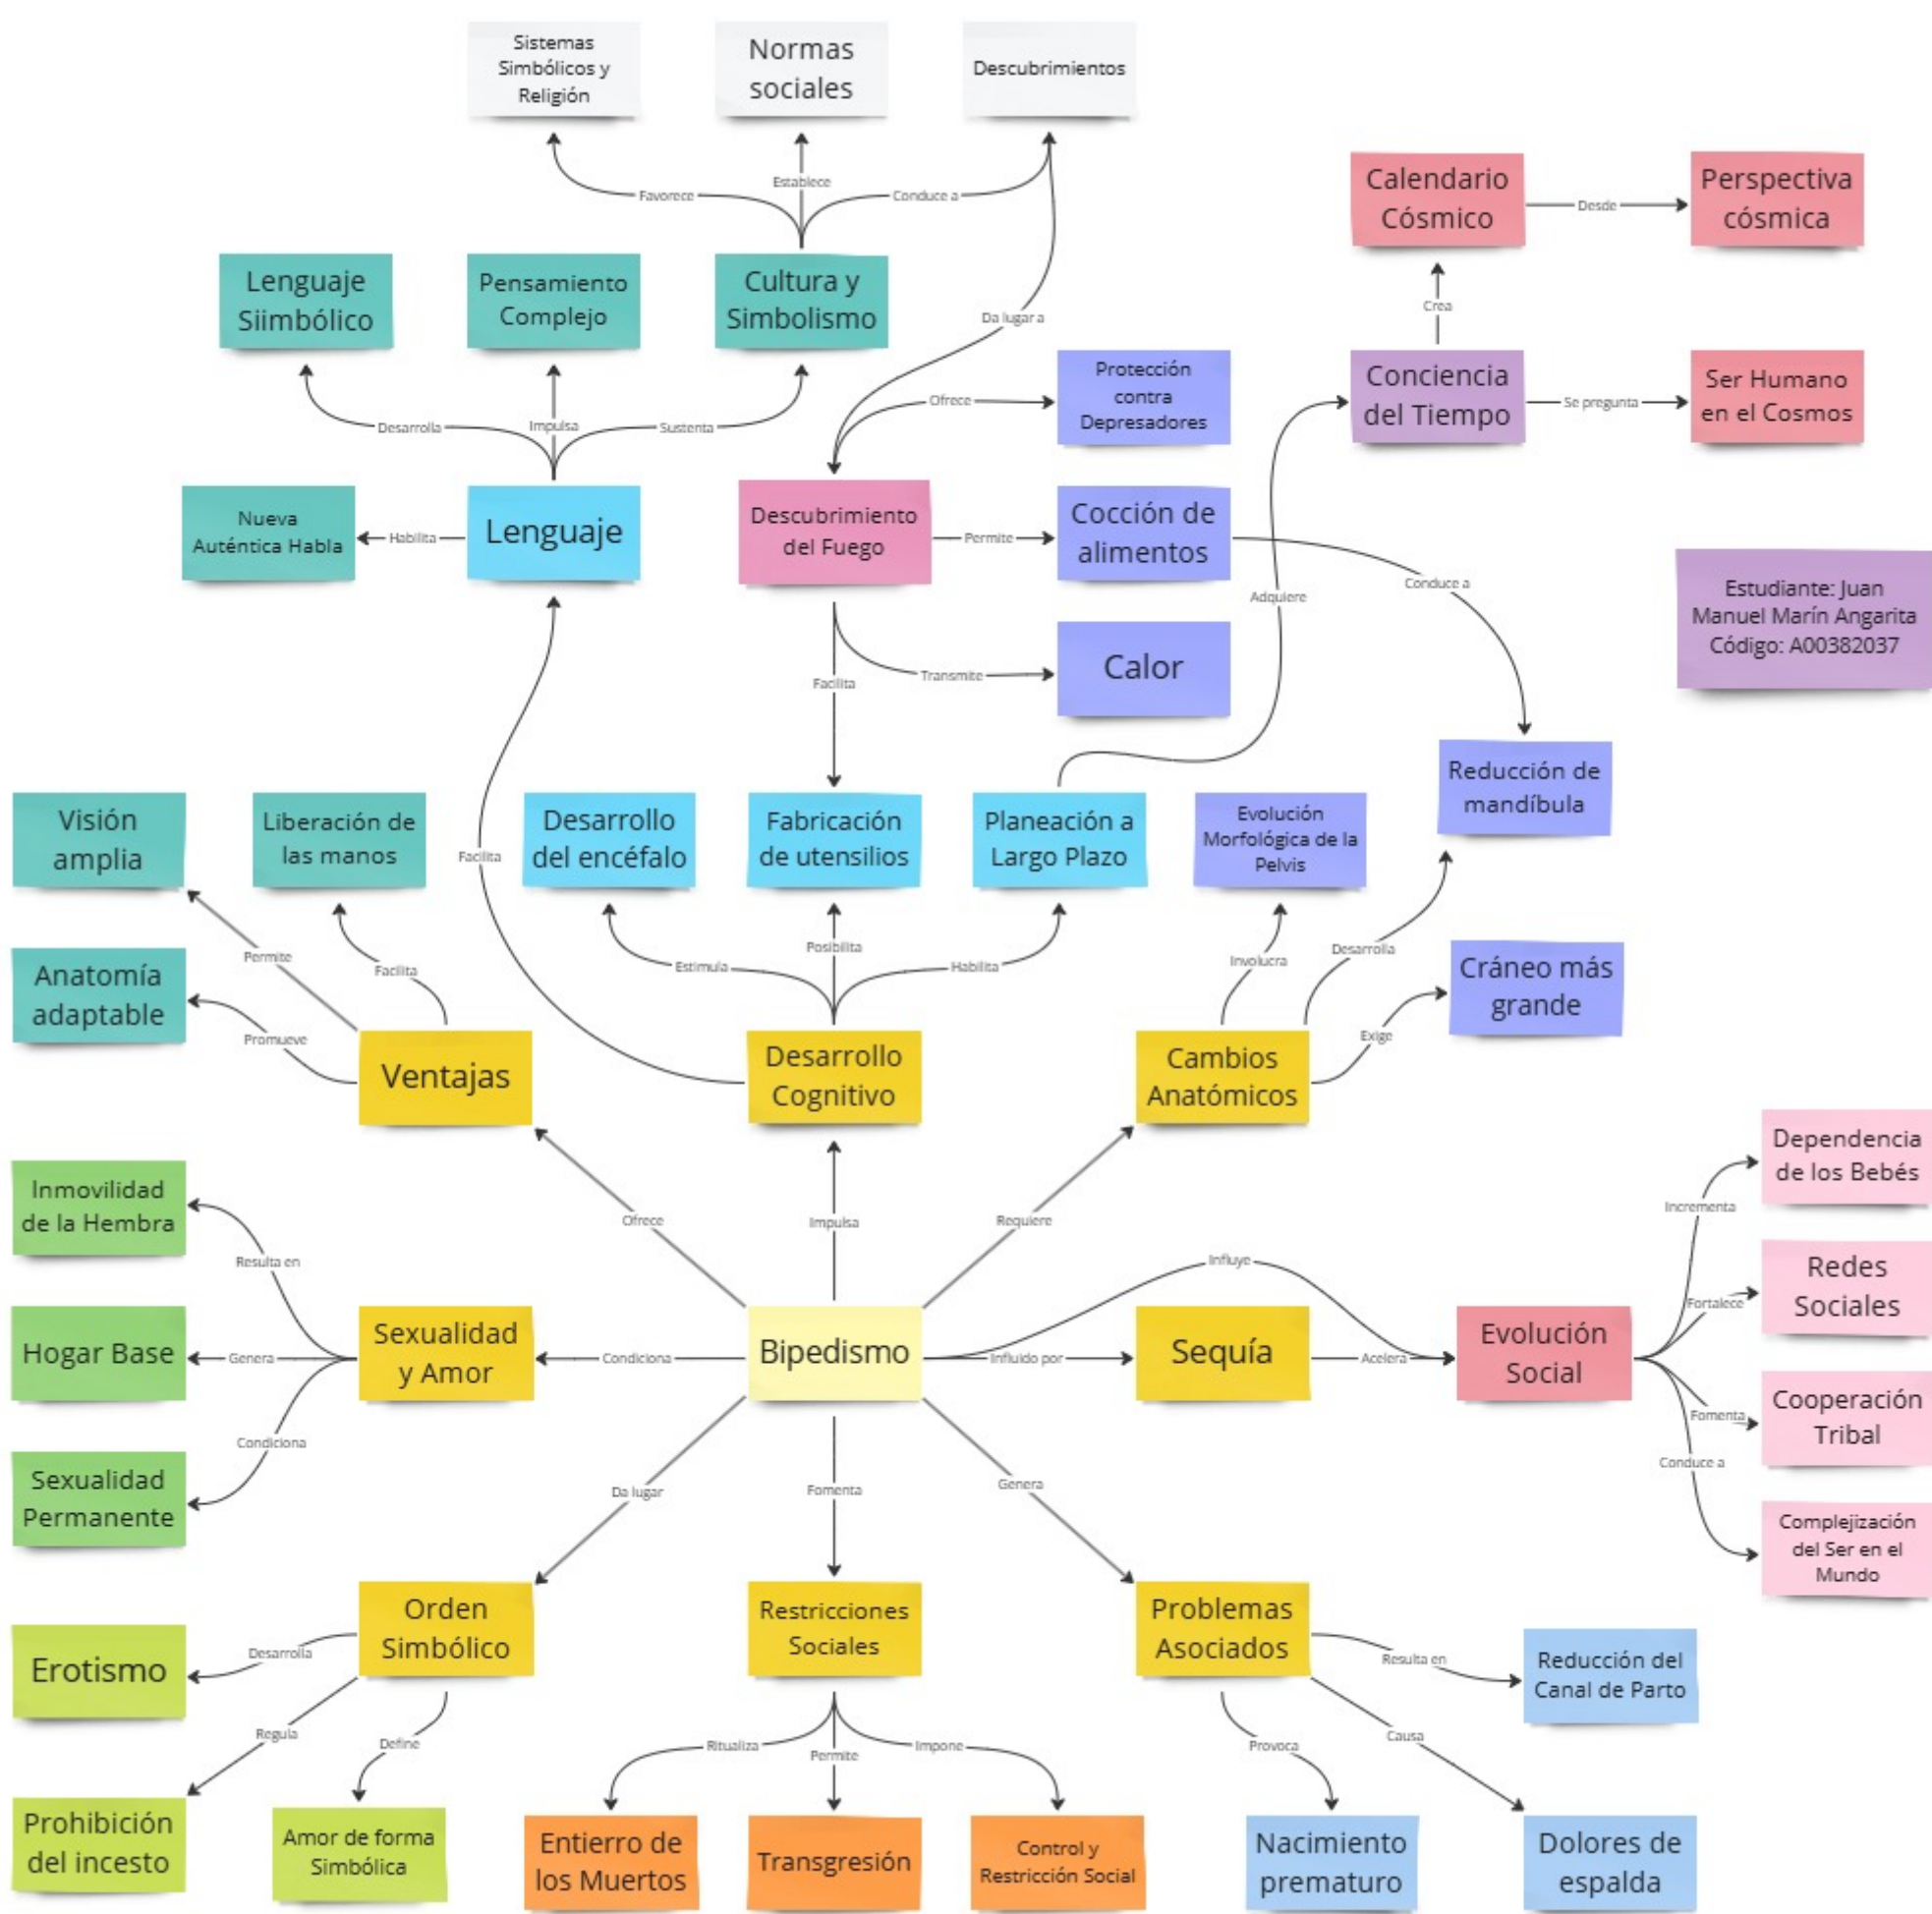 Sistemas
Simbólicos y
Religión
Normas
sociales
Descubrimientos
Favorece
Establece
Conduce a
Calendario
Cósmico
Desde
Perspectiva
cósmica
Lenguaje
Siimbólico
Pensamiento
Complejo
Cultura y
Simbolismo
Da lugar a
Crea
Desarrolla
Impulsa
Sustenta
Ofrece
Protección
contra
Depresadores
Conciencia
del Tiempo
Se pregunta
Ser Humano
en el Cosmos
Nueva
Auténtica Habla
Habilita
Lenguaje
Descubrimiento
del Fuego
Permite
Cocción de
alimentos
Conduce a
Adquiere
Estudiante: Juan
Manuel Marín Angarita
Código: A00382037
Facilita
Transmite
Calor
Reducción de
mandíbula
Visión
amplia
Liberación de
las manos
Facilita
Desarrollo
del encéfalo
Fabricación
de utensilios
Planeación a
Largo Plazo
Evolución
Morfológica de la
Pelvis
Permite
Facilita
Estimula
Posibilita
Habilita
Involucra
Desarrolla
Anatomía
adaptable
Promueve
Cráneo más
grande
Exige
Ventajas
Desarrollo
Cognitivo
Cambios
Anatómicos
Ofrece
Impulsa
Requiere
Inmovilidad
de la Hembra
Resulta en
Influye
Dependencia
de los Bebés
Incrementa
Redes
Sociales
Fortalece
Hogar Base
Genera
Sexualidad
y Amor
Condiciona
Bipedismo
Influido por
Sequía
Acelera
Evolución
Social
Cooperación
Tribal
Fomenta
Condiciona
Sexualidad
Permanente
Conduce a
Complejización
del Ser en el
Mundo
Da lugar
Fomenta
Genera
Orden
Simbólico
Restricciones
Sociales
Problemas
Asociados
Erotismo
Desarrolla
Resulta en
Reducción del
Canal de Parto
Regula
Define
Ritualiza
Permite
Impone
Provoca
Causa
Prohibición
del incesto
Amor de forma
Simbólica
Entierro de
los Muertos
Transgresión
Control y
Restricción Social
Nacimiento
prematuro
Dolores de
espalda